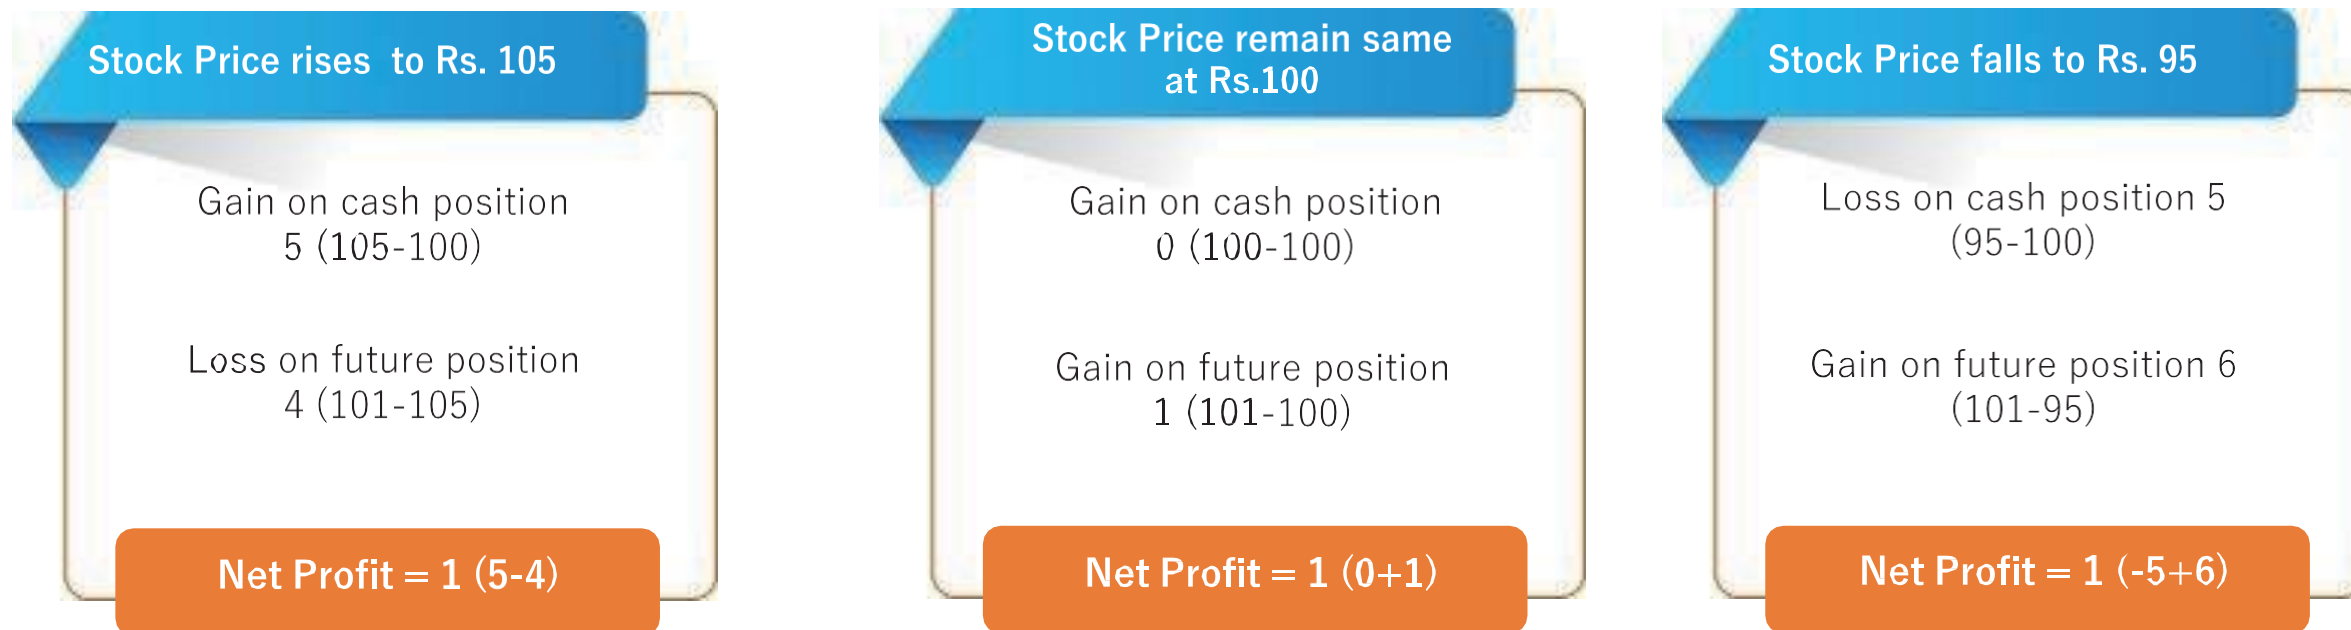 Stock Price rises  to Rs. 105
Gain on cash position
5 (105-100)
Loss on future position
4 (101-105)
Net Profit = 1 (5-4)
Stock Price remain same
at Rs.100
Gain on cash position
0 (100-100)
Gain on future position
1 (101-100)
Net Profit = 1 (0+1)
Stock Price falls to Rs. 95
Loss on cash position 5
(95-100)
Gain on future position 6
(101-95)
Net Profit = 1 (-5+6)